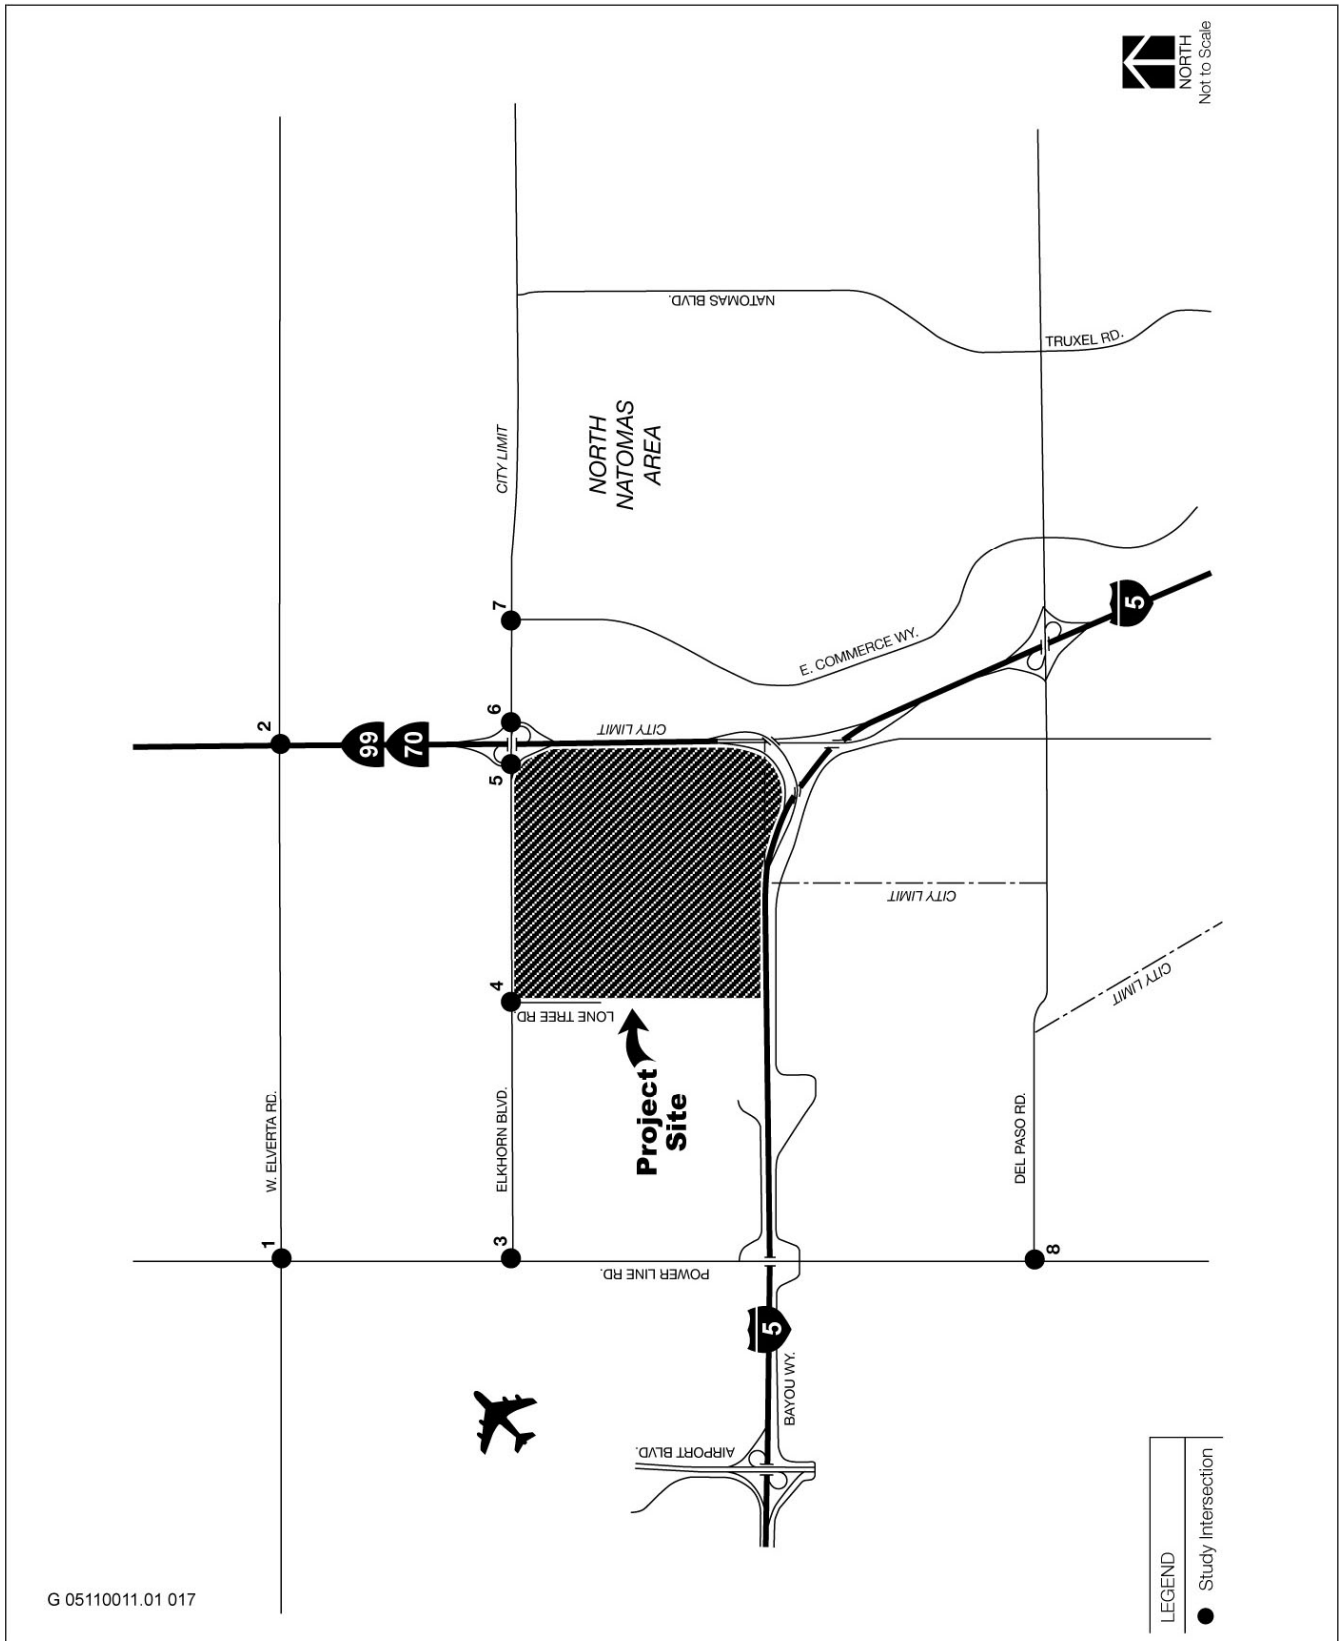 NORTH
Not to Scale
W. ELVERTA RD.
ELKHORN BLVD.
CITY LIMIT
NATOMAS BLVD.
TRUXEL RD.
NORTH
NATOMAS
AREA
E. COMMERCE WY.
CITY LIMIT
99
70
5
1
2
3
4
5
6
7
8
LONE TREE RD
Project
Site
CITY LIMIT
CITY LIMIT
DEL PASO RD.
POWER LINE RD.
5
BAYOU WY.
AIRPORT BLVD.
LEGEND
Study Intersection
G 05110011.01 017